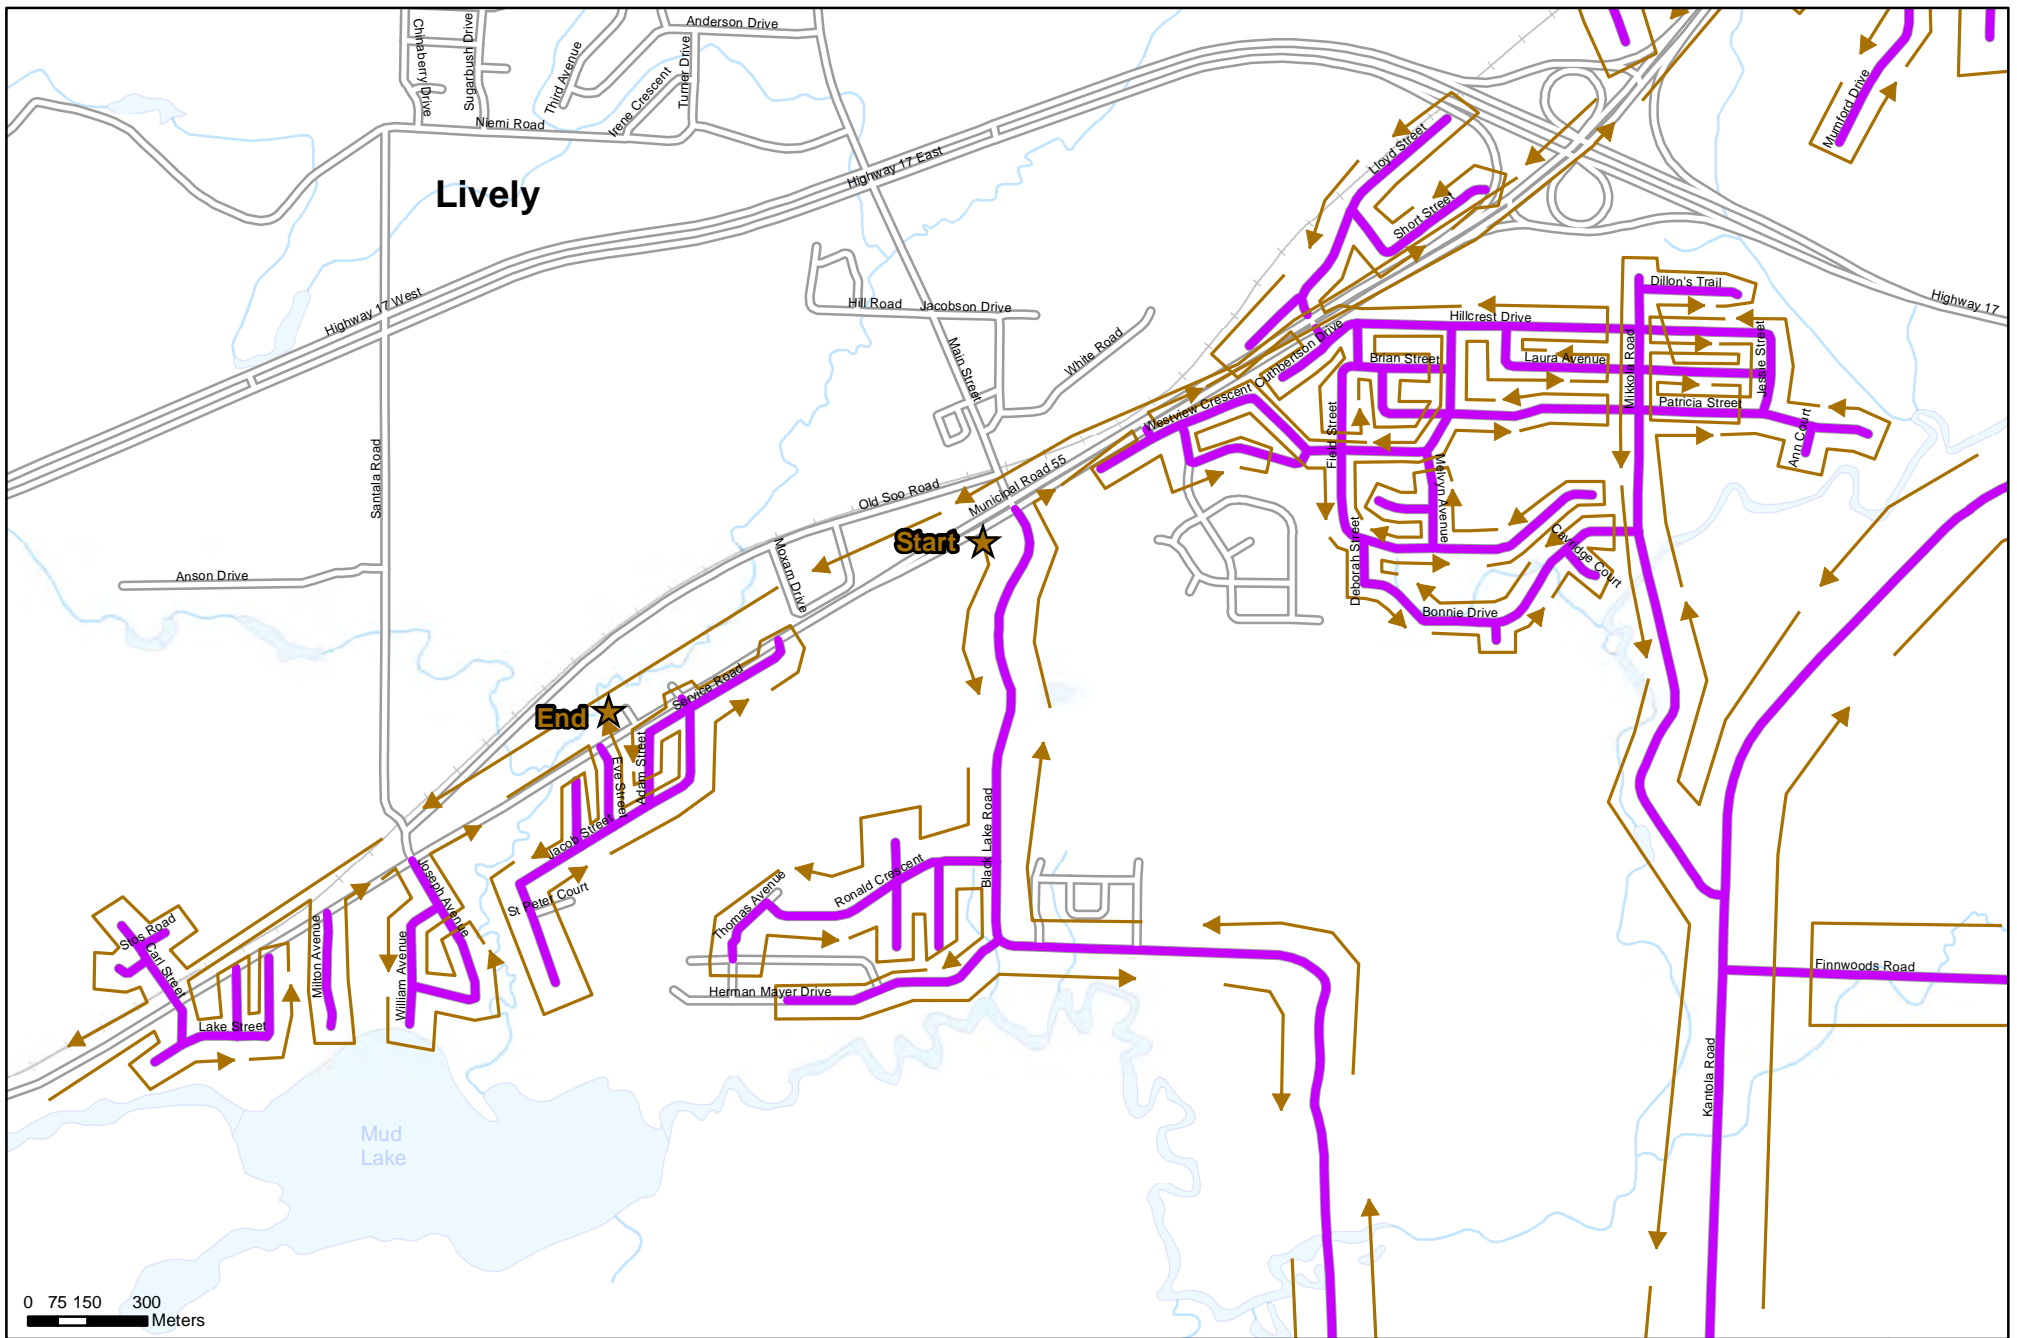 Anderson Drive
Chinaberry Drive
Sugarbush Drive
Third Avenue
Irene Crescent
Turner Drive
Niemi Road
Mumford Drive
Lively
Highway 17 East
Lloyd Street
Short Street
Highway 17 West
Hill Road
Jacobson Drive
Dillon's Trail
Highway 17
Main Street
White Road
Cuthbertson Drive
Hillcrest Drive
Brian Street
Laura Avenue
Mikkola Road
Jessie Street
Westview Crescent
Patricia Street
Field Street
Ann Court
Santala Road
Municipal Road 55
Old Soo Road
Melvyn Avenue
Start
Moxam Drive
Deborah Street
Cavridge Court
Anson Drive
Bonnie Drive
Service Road
End
Eve Street
Adam Street
Jacob Street
Joseph Avenue
St Peter Court
Thomas Avenue
Ronald Crescent
Black Lake Road
Stos Road
Carl Street
Milton Avenue
William Avenue
Herman Mayer Drive
Finnwoods Road
Lake Street
Kantola Road
Mud
Lake
0 75 150 300
Meters